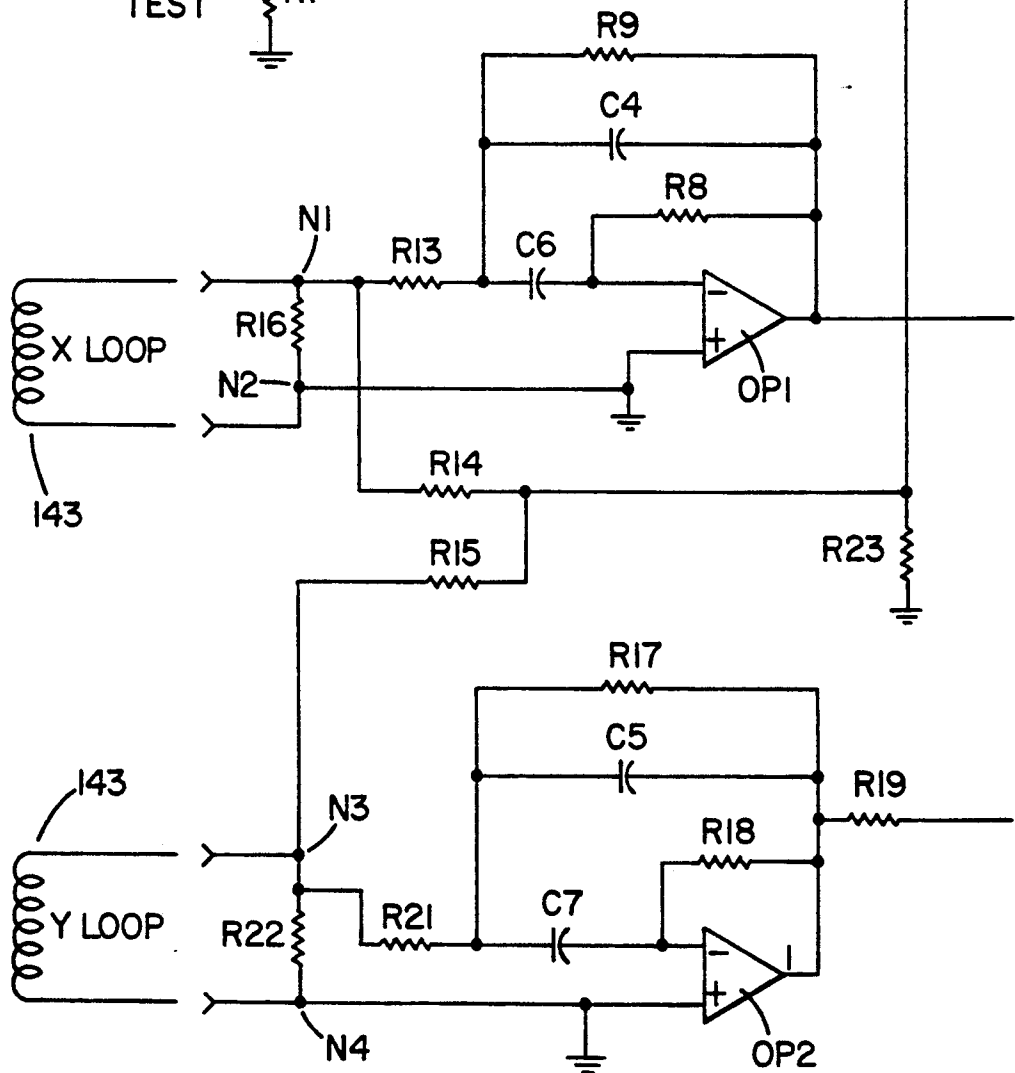 TEST
R9
C4
R8
N1
R13
C6
R16
X LOOP
−
+
N2
OP1
R14
143
R15
R23
R17
C5
143
R19
N3
R18
C7
R21
Y LOOP
R22
−
1
+
N4
OP2